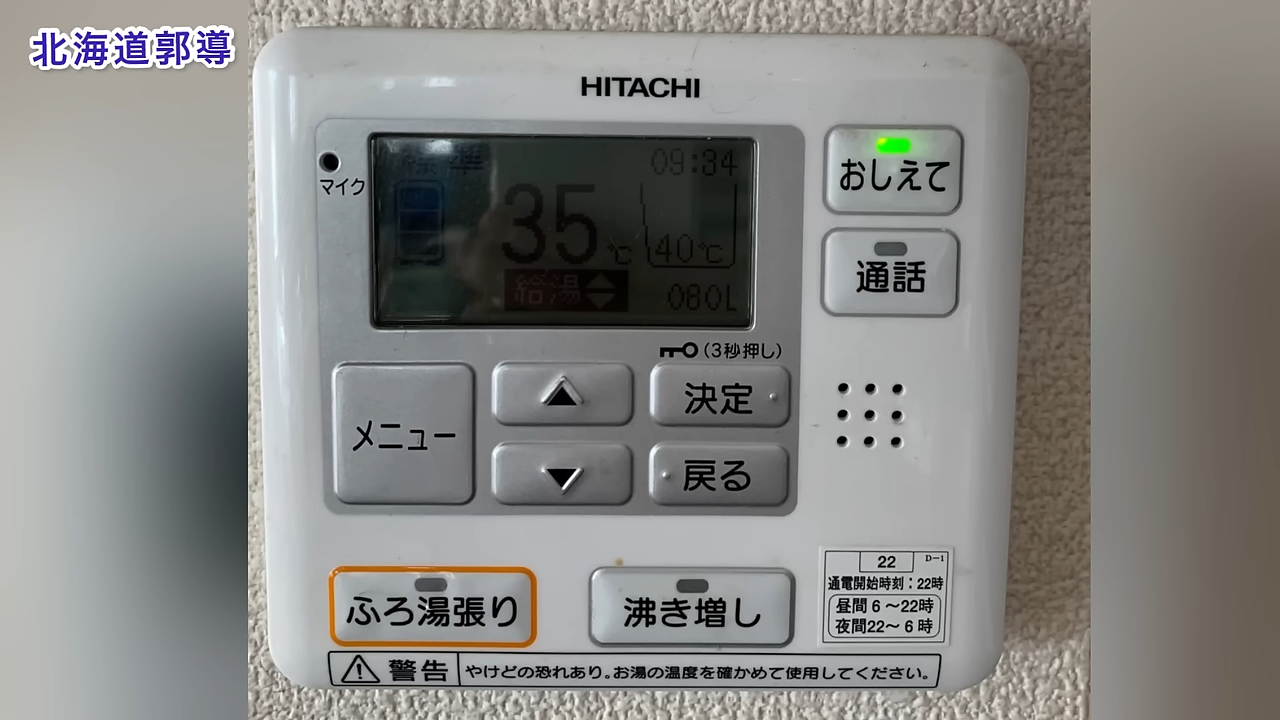 北海道郭導
HITACHI
マイク
標準
09:34
35℃
40℃
給湯
080L
おしえて
通話
(3秒押し)
メニュー
決定
戻る
ふろ湯張り
沸き増し
22
D-1
通電開始時刻:22時
昼間6~22時
夜間22~6時
警告
やけどの恐れあり。お湯の温度を確かめて使用してください。